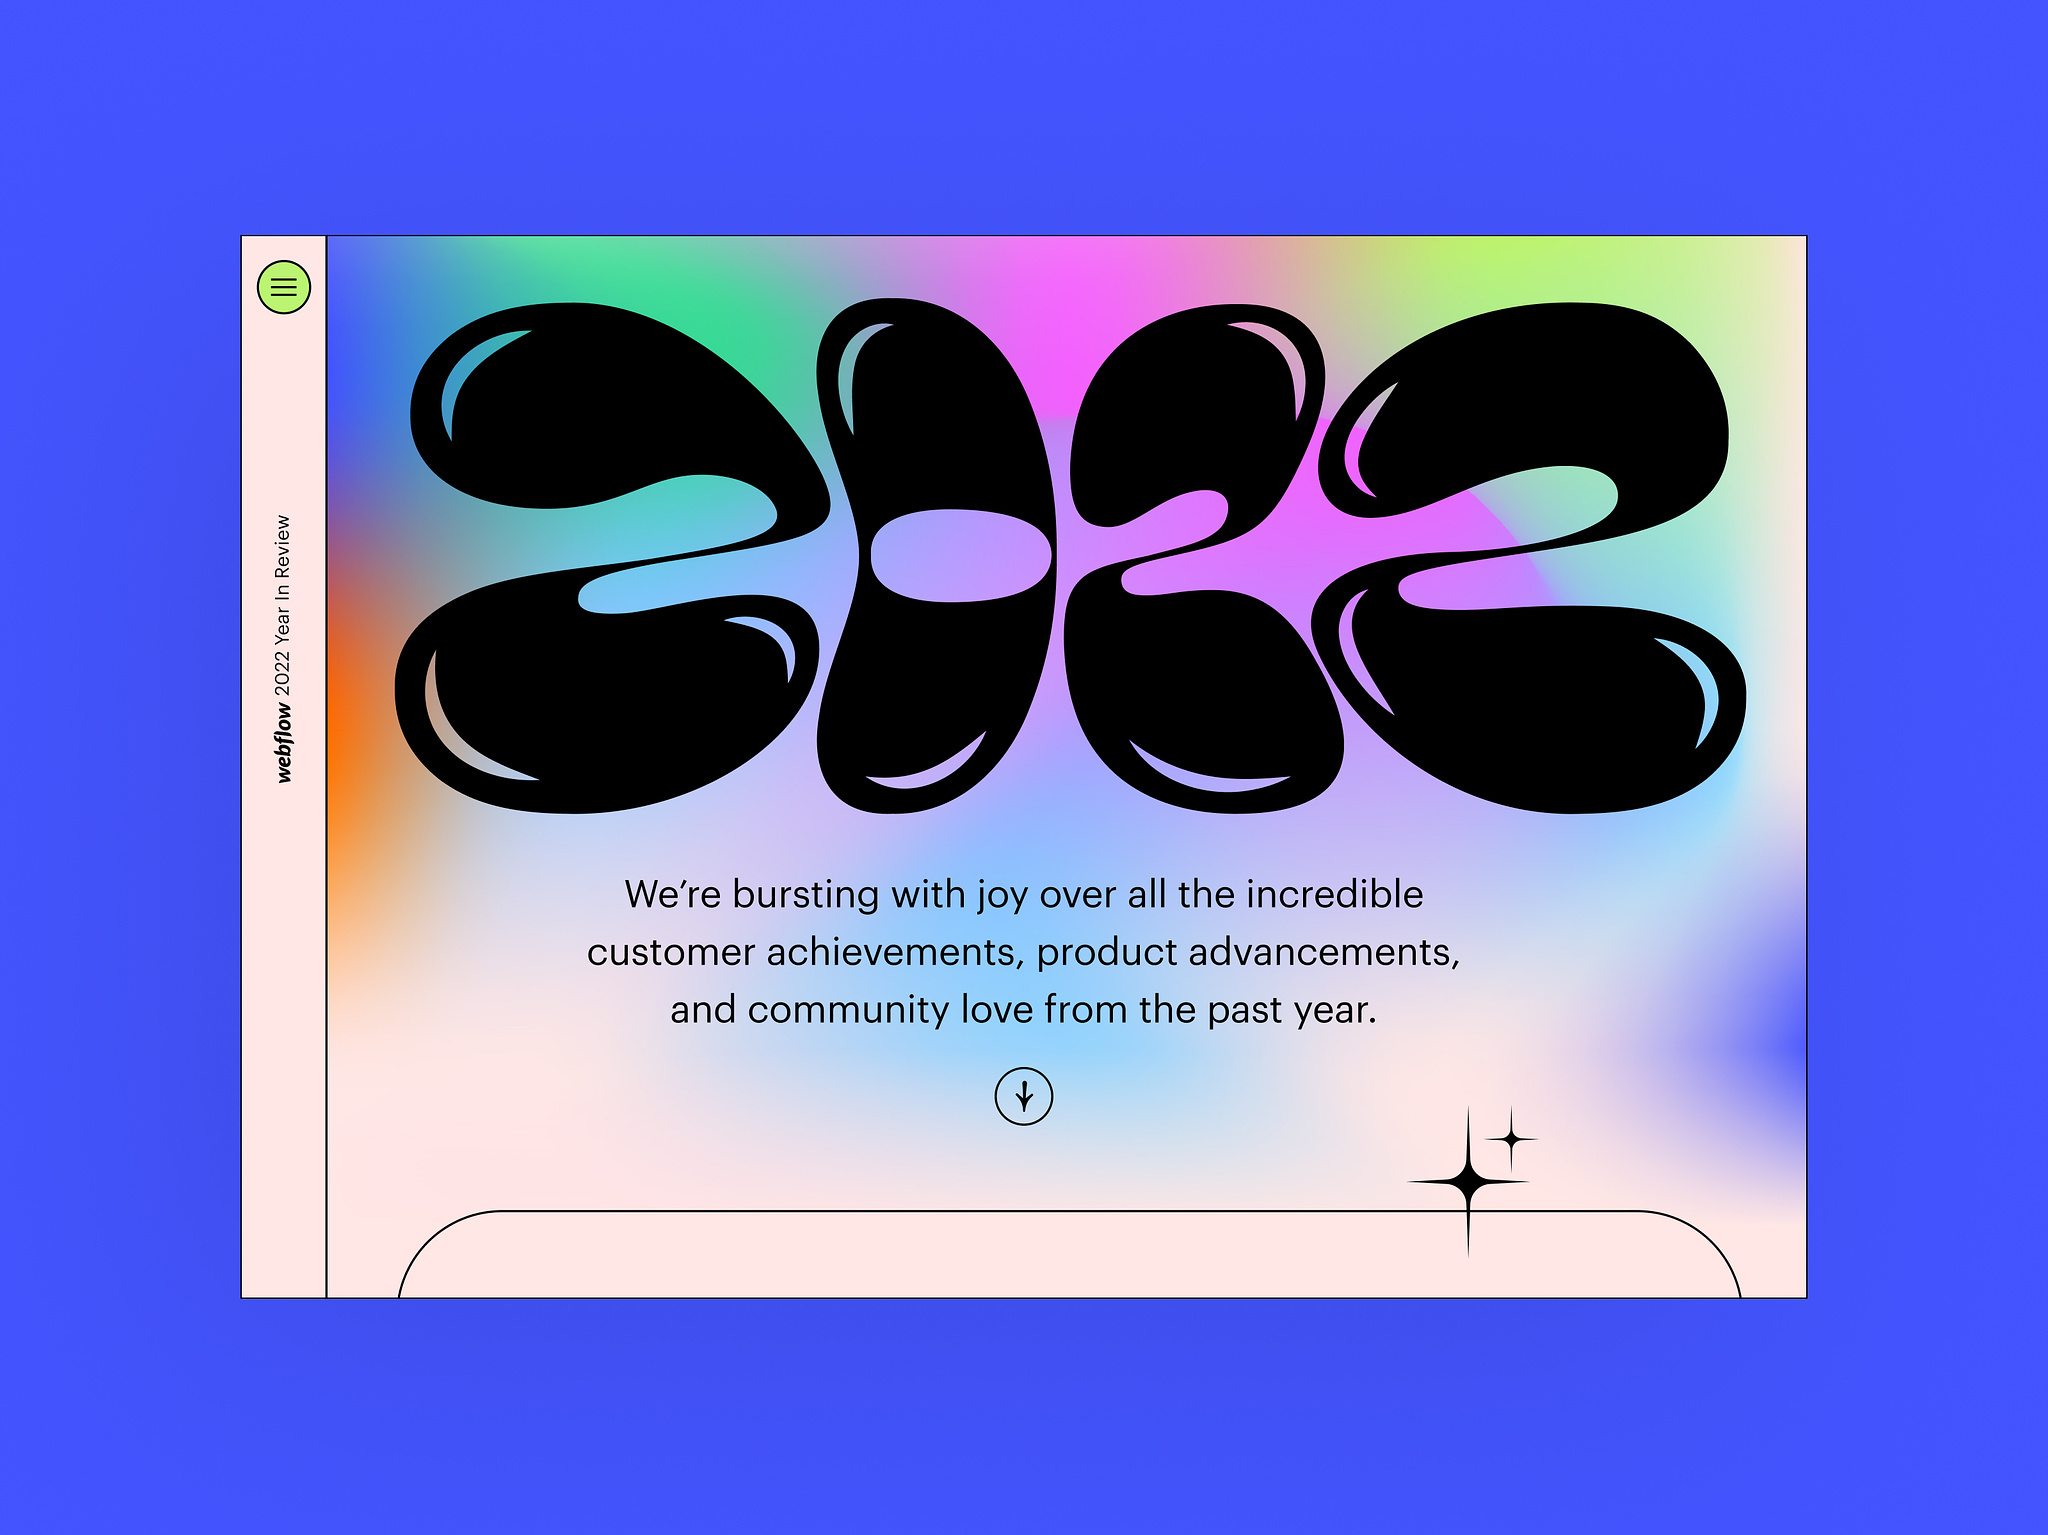 webflow 2022 Year In Review
2022
We’re bursting with joy over all the incredible
customer achievements, product advancements,
and community love from the past year.